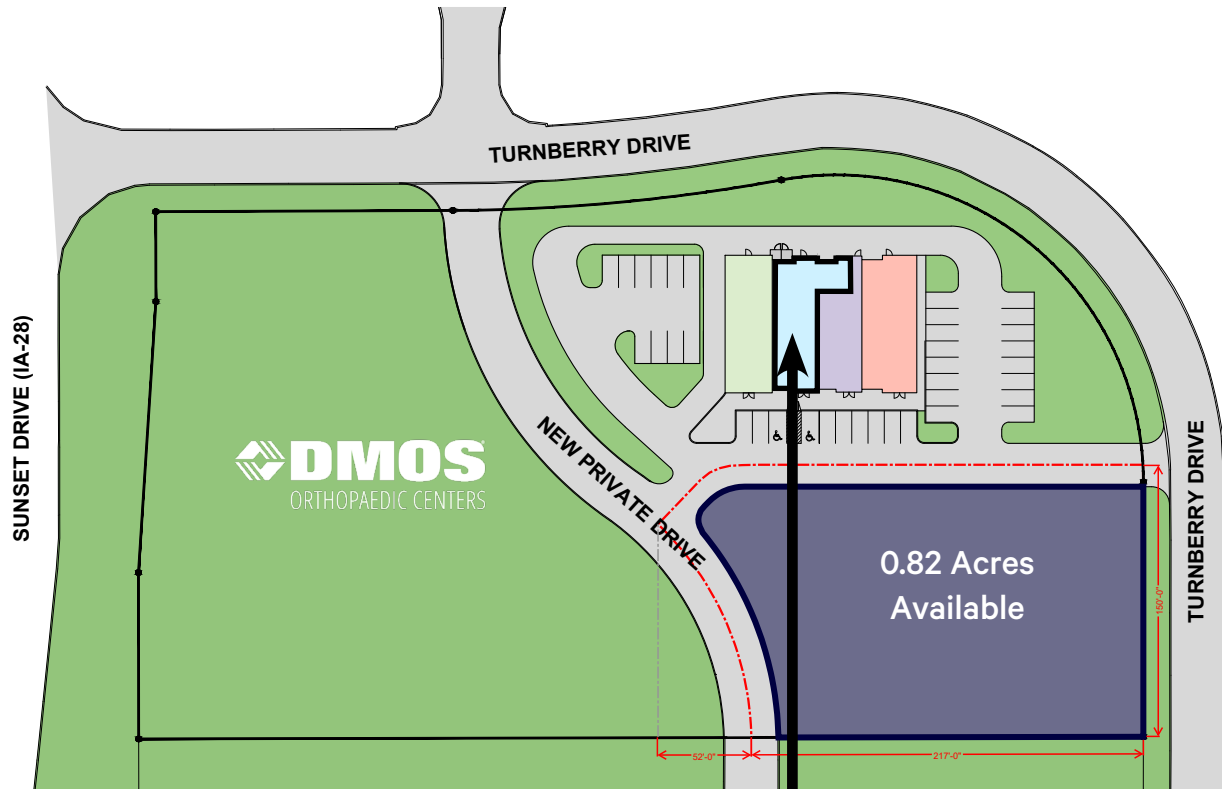 TURNBERRY DRIVE
SUNSET DRIVE (IA-28)
DMOS
ORTHOPAEDIC CENTERS
NEW PRIVATE DRIVE
0.82 Acres
Available
150'-0"
TURNBERRY DRIVE
52'-0"
217'-0"